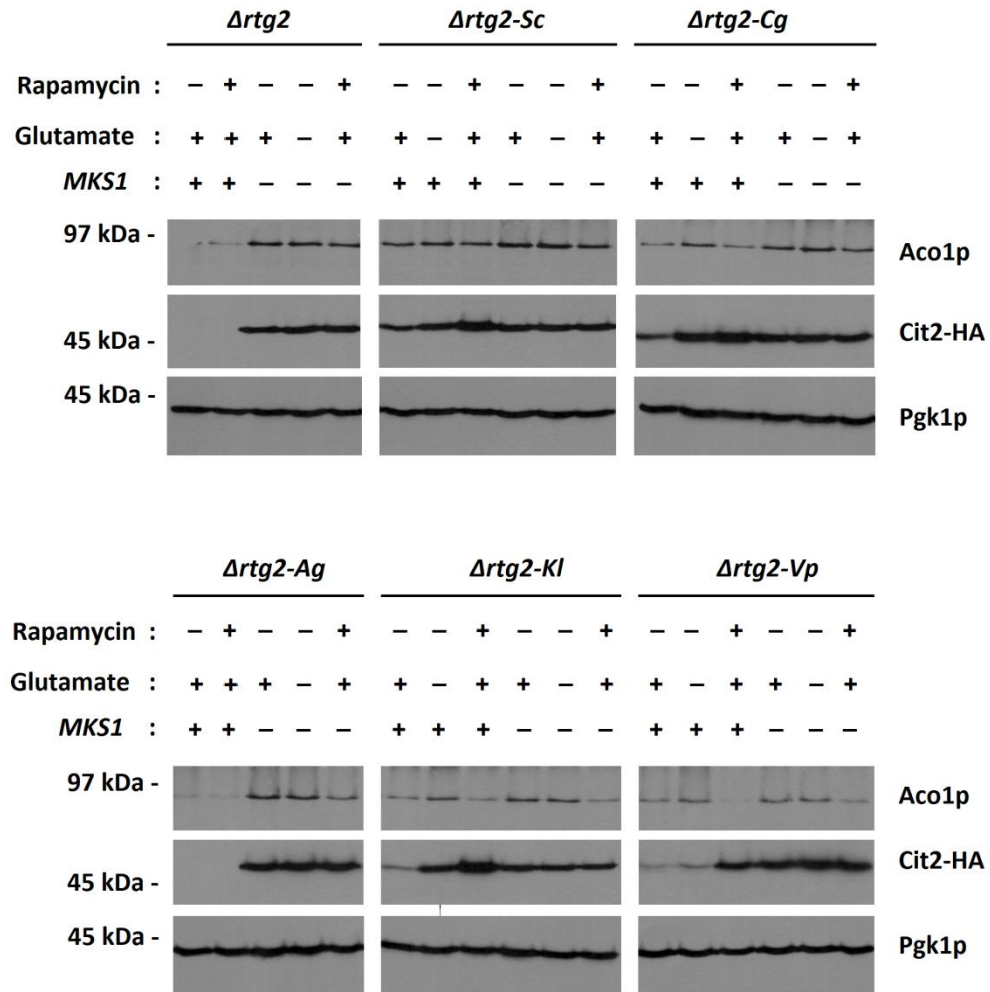 Δrtg2 Δrtg2-Sc Δrtg2-Cg
Rapamycin : – + – – + – – + – – + – – + – – +
Glutamate : + + + – + + – + + – + + – + + – +
MKS1 : + + – – – + + + – – – + + + – – –
97 kDa - Aco1p
45 kDa - Cit2-HA
45 kDa - Pgk1p
Δrtg2-Ag Δrtg2-Kl Δrtg2-Vp
Rapamycin : – + – – + – – + – – + – – + – – +
Glutamate : + + + – + + – + + – + + – + + – +
MKS1 : + + – – – + + + – – – + + + – – –
97 kDa - Aco1p
45 kDa - Cit2-HA
45 kDa - Pgk1p